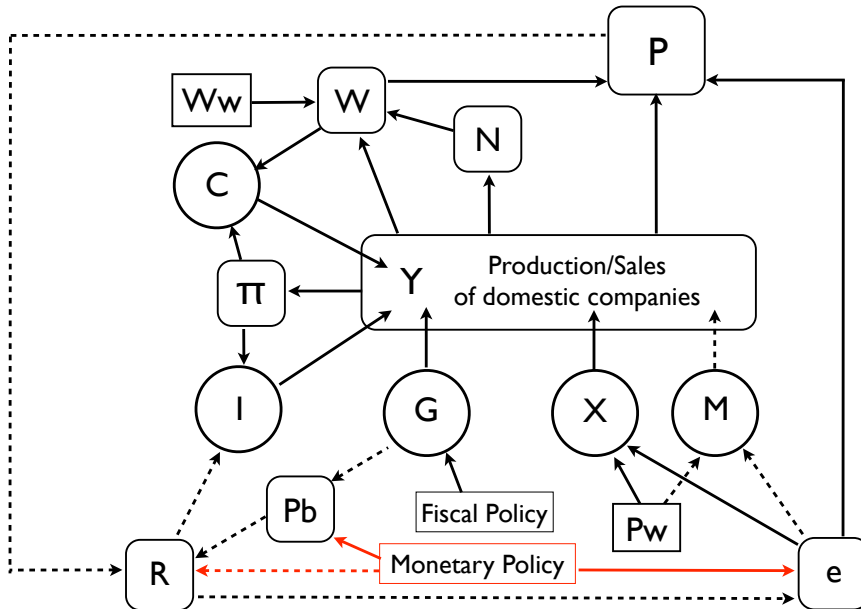 P
Ww
W
N
C
Y
Production/Sales
of domestic companies
π
I
G
X
M
Pb
Fiscal Policy
Pw
R
Monetary Policy
e